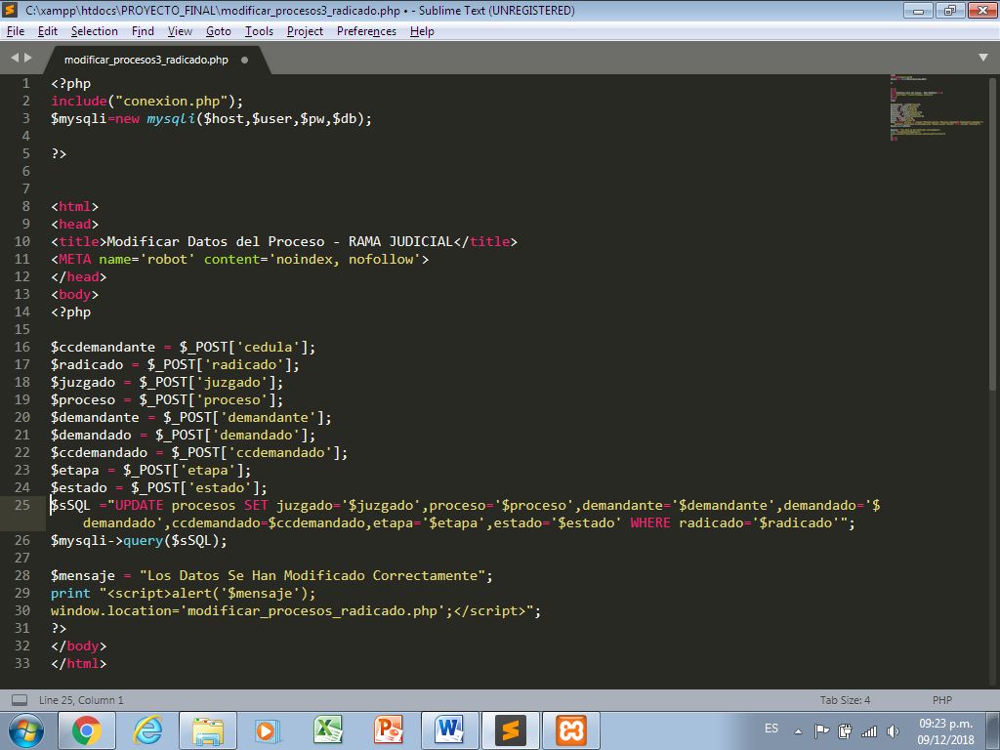 C:\xampp\htdocs\PROYECTO_FINAL\modificar_procesos3_radicado.php • - Sublime Text (UNREGISTERED)
File Edit Selection Find View Goto Tools Project Preferences Help
modificar_procesos3_radicado.php
1 <?php
2 include("conexion.php");
3 $mysqli=new mysqli($host,$user,$pw,$db);
4
5 ?>
6
7
8 <html>
9 <head>
10 <title>Modificar Datos del Proceso - RAMA JUDICIAL</title>
11 <META name='robot' content='noindex, nofollow'>
12 </head>
13 <body>
14 <?php
15
16 $ccdemandante = $_POST['cedula'];
17 $radicado = $_POST['radicado'];
18 $juzgado = $_POST['juzgado'];
19 $proceso = $_POST['proceso'];
20 $demandante = $_POST['demandante'];
21 $demandado = $_POST['demandado'];
22 $ccdemandado = $_POST['ccdemandado'];
23 $etapa = $_POST['etapa'];
24 $estado = $_POST['estado'];
25 $sSQL ="UPDATE procesos SET juzgado='$juzgado',proceso='$proceso',demandante='$demandante',demandado='$
demandado',ccdemandado=$ccdemandado,etapa='$etapa',estado='$estado' WHERE radicado='$radicado'";
26 $mysqli->query($sSQL);
27
28 $mensaje = "Los Datos Se Han Modificado Correctamente";
29 print "<script>alert('$mensaje');
30 window.location='modificar_procesos_radicado.php';</script>";
31 ?>
32 </body>
33 </html>
Line 25, Column 1 Tab Size: 4 PHP
ES 09:23 p.m.
09/12/2018